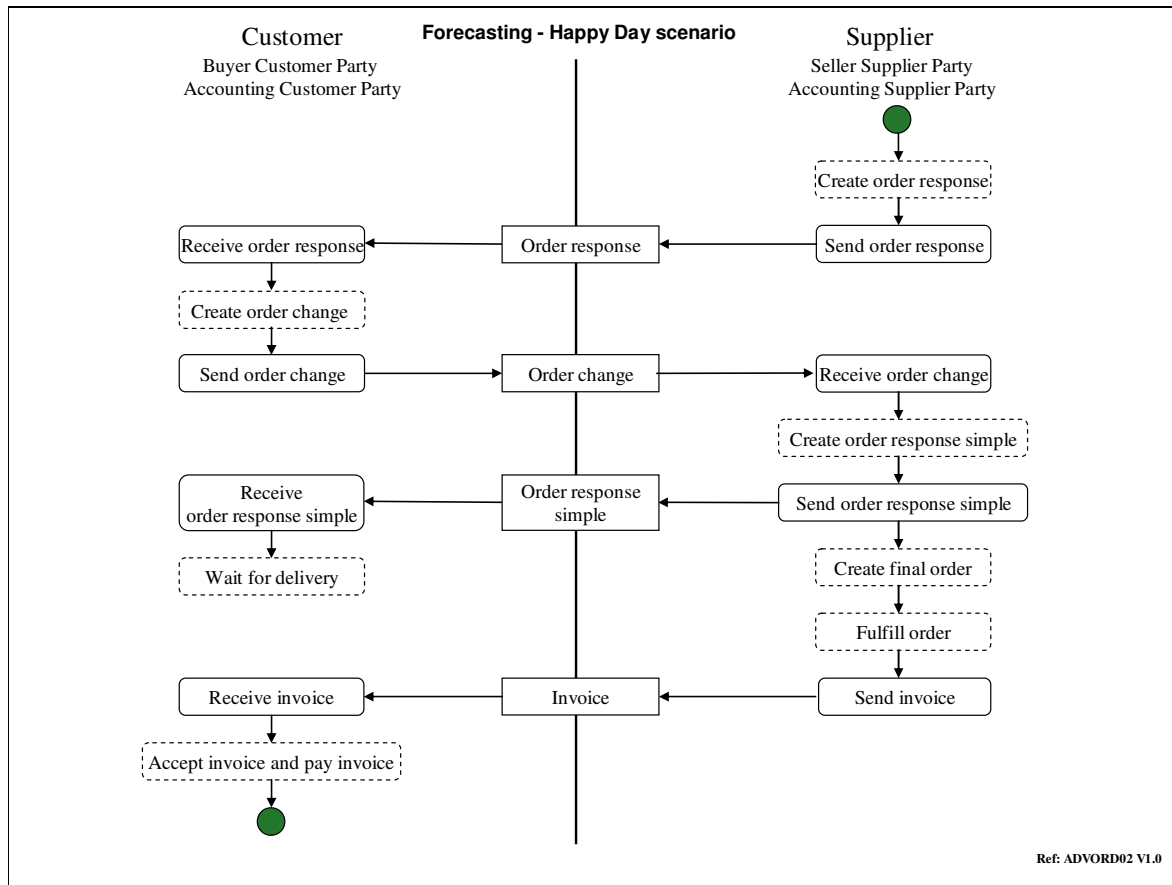 Forecasting - Happy Day scenario
Customer
Buyer Customer Party
Accounting Customer Party
Supplier
Seller Supplier Party
Accounting Supplier Party
Create order response
Receive order response
Order response
Send order response
Create order change
Send order change
Order change
Receive order change
Create order response simple
Receive
order response simple
Order response
simple
Send order response simple
Wait for delivery
Create final order
Fulfill order
Receive invoice
Invoice
Send invoice
Accept invoice and pay invoice
Ref: ADVORD02 V1.0